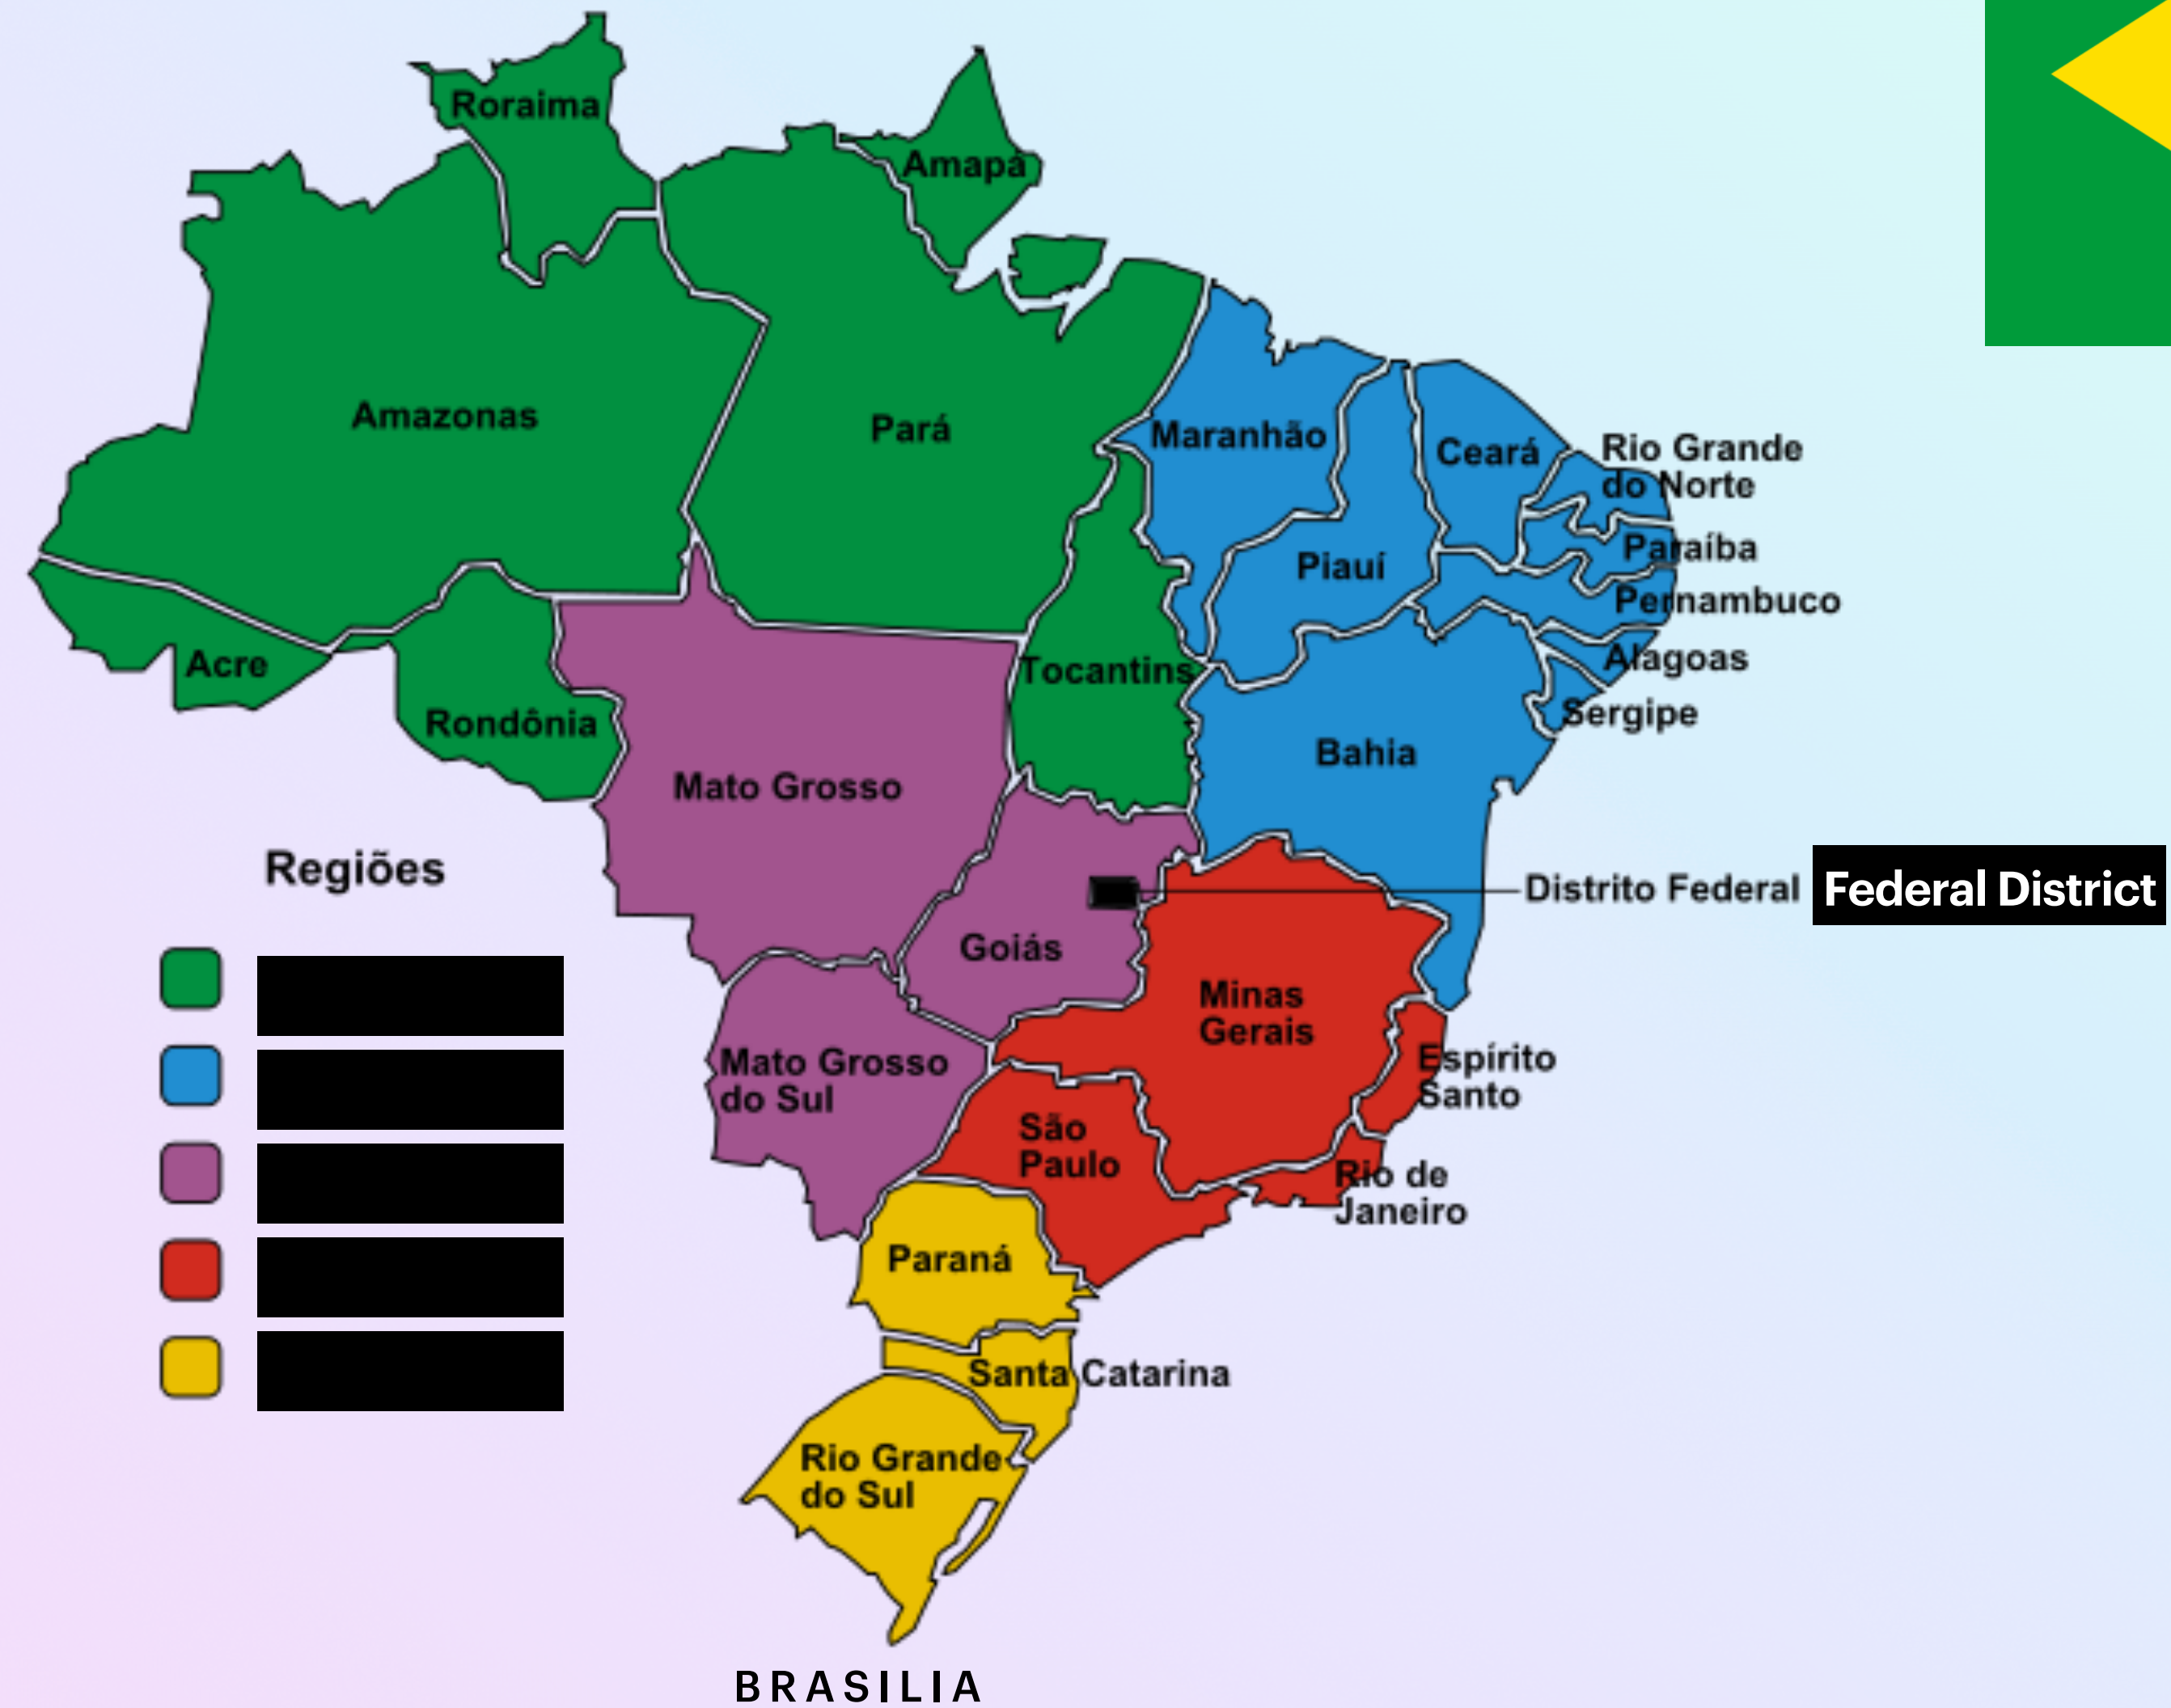 Roraima
Amapá
Amazonas
Pará
Maranhão
Ceará
Rio Grande
do Norte
Paraíba
Piauí
Pernambuco
Alagoas
Acre
Tocantins
Sergipe
Rondônia
Bahia
Mato Grosso
Regiões
Distrito Federal
Federal District
Goiás
Minas
Gerais
Mato Grosso
do Sul
Espírito
Santo
São
Paulo
Rio de
Janeiro
Paraná
Santa Catarina
Rio Grande
do Sul
BRASILIA